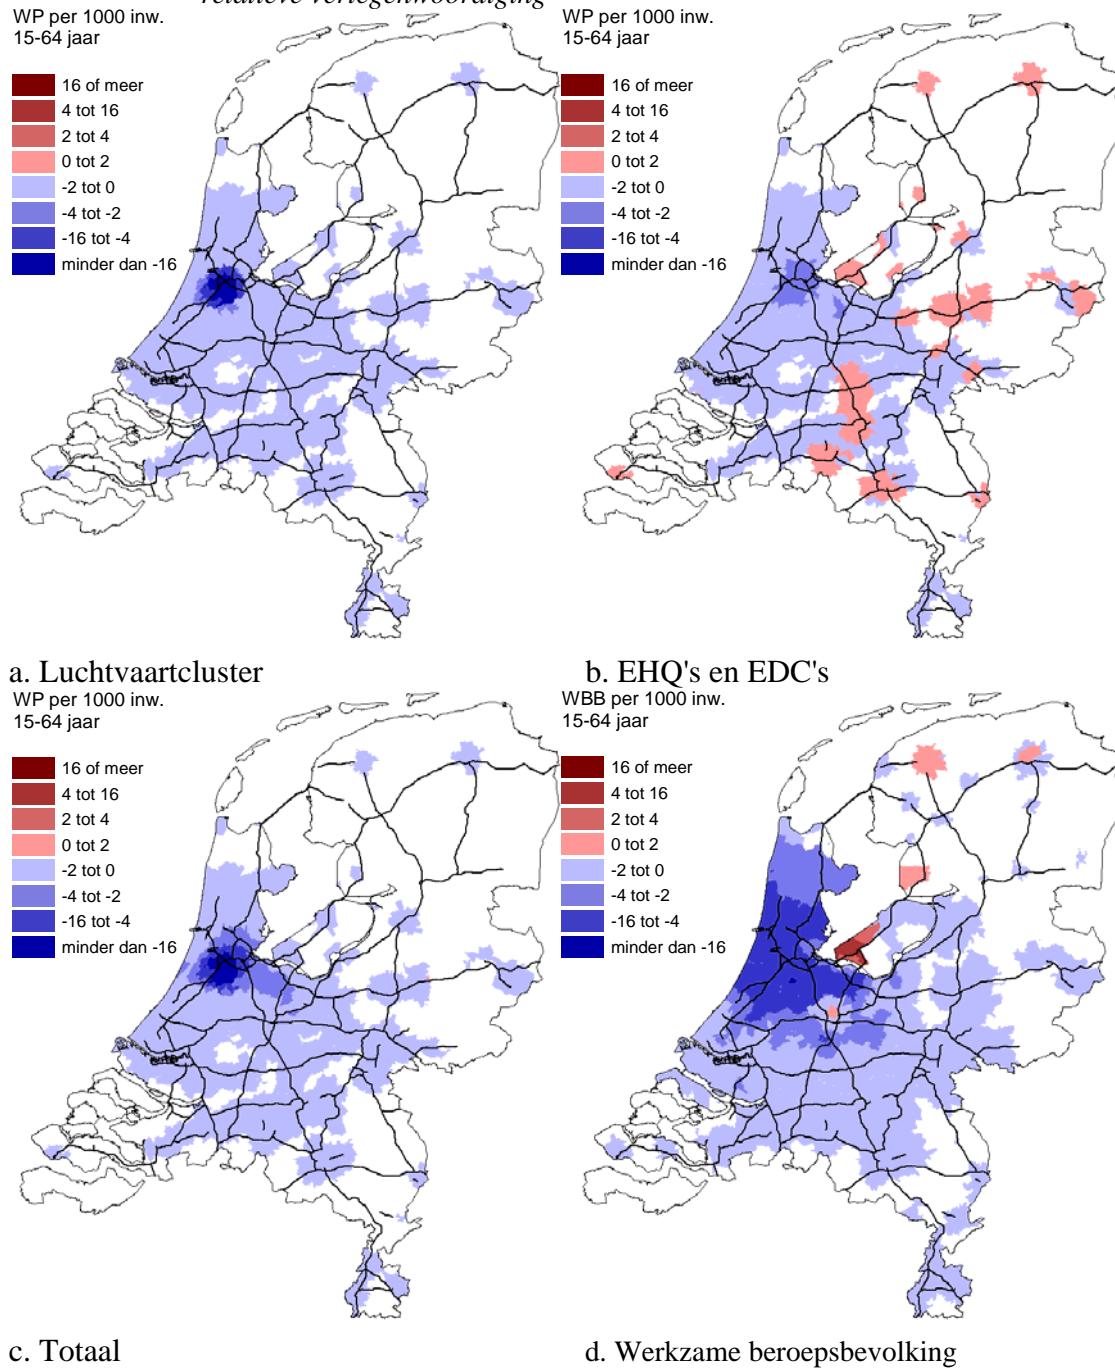 relatieve vertegenwoordiging
WP per 1000 inw.
15-64 jaar
16 of meer
4 tot 16
2 tot 4
0 tot 2
-2 tot 0
-4 tot -2
-16 tot -4
minder dan -16
a. Luchtvaartcluster
WP per 1000 inw.
15-64 jaar
16 of meer
4 tot 16
2 tot 4
0 tot 2
-2 tot 0
-4 tot -2
-16 tot -4
minder dan -16
b. EHQ's en EDC's
WP per 1000 inw.
15-64 jaar
16 of meer
4 tot 16
2 tot 4
0 tot 2
-2 tot 0
-4 tot -2
-16 tot -4
minder dan -16
c. Totaal
WBB per 1000 inw.
15-64 jaar
16 of meer
4 tot 16
2 tot 4
0 tot 2
-2 tot 0
-4 tot -2
-16 tot -4
minder dan -16
d. Werkzame beroepsbevolking